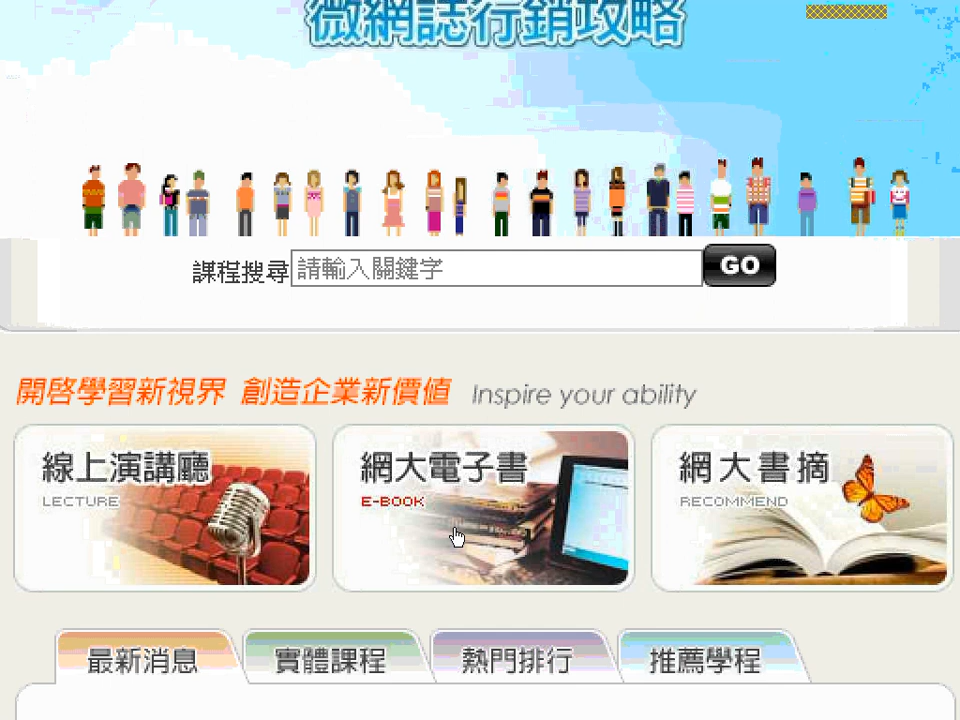 微網誌行銷攻略
課程搜尋 請輸入關鍵字 GO
開啓學習新視界 創造企業新價值 Inspire your ability
線上演講廳
LECTURE
網大電子書
E-BOOK
網大書摘
RECOMMEND
最新消息 實體課程 熱門排行 推薦學程